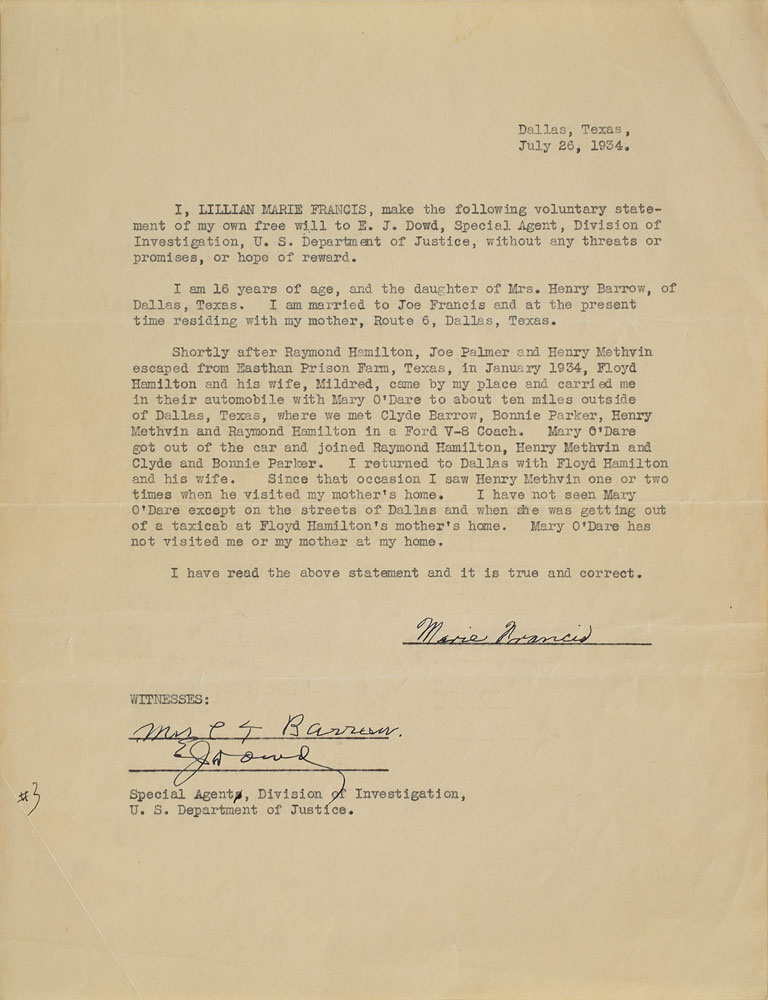 Dallas, Texas,
July 26, 1934.
I, LILLIAN MARIE FRANCIS, make the following voluntary state-
ment of my own free will to E. J. Dowd, Special Agent, Division of
Investigation, U. S. Department of Justice, without any threats or
promises, or hope of reward.
I am 16 years of age, and the daughter of Mrs. Henry Barrow, of
Dallas, Texas. I am married to Joe Francis and at the present
time residing with my mother, Route 6, Dallas, Texas.
Shortly after Raymond Hamilton, Joe Palmer and Henry Methvin
escaped from Easthan Prison Farm, Texas, in January 1934, Floyd
Hamilton and his wife, Mildred, came by my place and carried me
in their automobile with Mary O'Dare to about ten miles outside
of Dallas, Texas, where we met Clyde Barrow, Bonnie Parker, Henry
Methvin and Raymond Hamilton in a Ford V-8 Coach. Mary O'Dare
got out of the car and joined Raymond Hamilton, Henry Methvin and
Clyde and Bonnie Parker. I returned to Dallas with Floyd Hamilton
and his wife. Since that occasion I saw Henry Methvin one or two
times when he visited my mother's home. I have not seen Mary
O'Dare except on the streets of Dallas and when she was getting out
of a taxicab at Floyd Hamilton's mother's home. Mary O'Dare has
not visited me or my mother at my home.
I have read the above statement and it is true and correct.
Marie Francis
WITNESSES:
Mrs C T Barrow.
E J Dowd
#3
Special Agent, Division of Investigation,
U. S. Department of Justice.